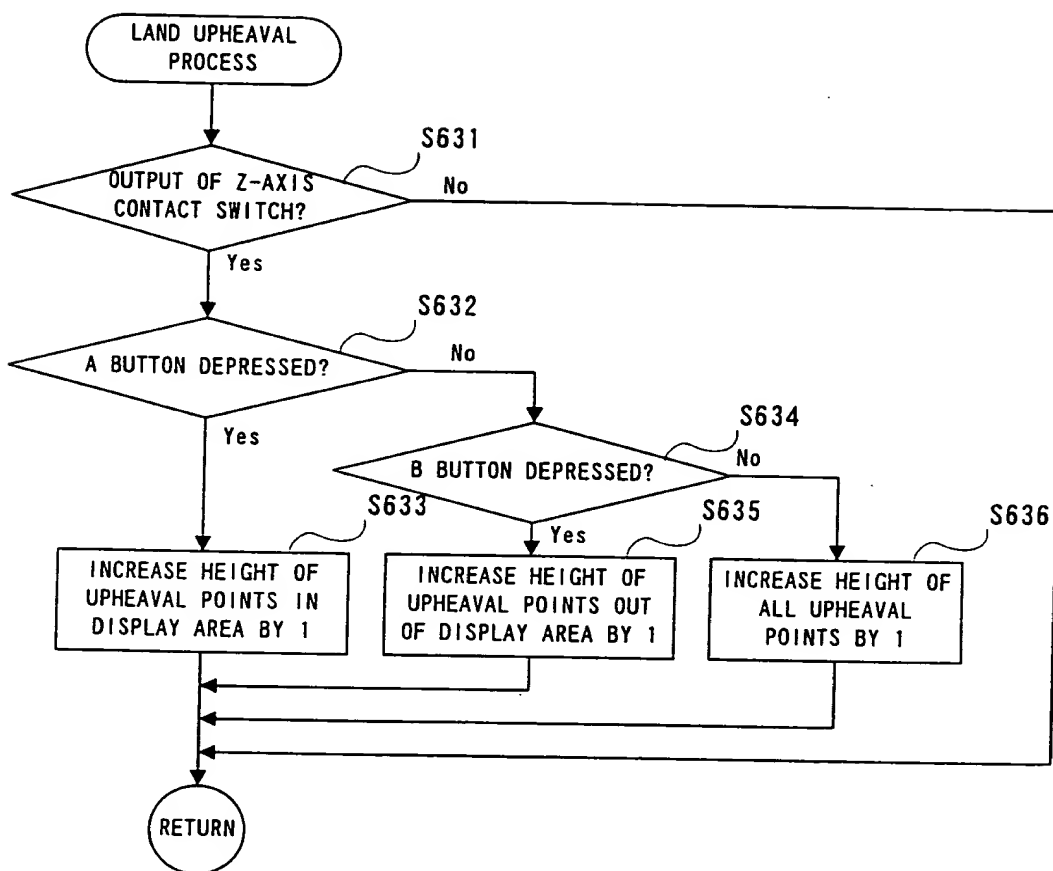 LAND UPHEAVAL
PROCESS
S631
OUTPUT OF Z-AXIS
CONTACT SWITCH?
No
Yes
S632
A BUTTON DEPRESSED?
No
Yes
S634
B BUTTON DEPRESSED?
No
Yes
S633
INCREASE HEIGHT OF
UPHEAVAL POINTS IN
DISPLAY AREA BY 1
S635
INCREASE HEIGHT OF
UPHEAVAL POINTS OUT
OF DISPLAY AREA BY 1
S636
INCREASE HEIGHT OF
ALL UPHEAVAL
POINTS BY 1
RETURN